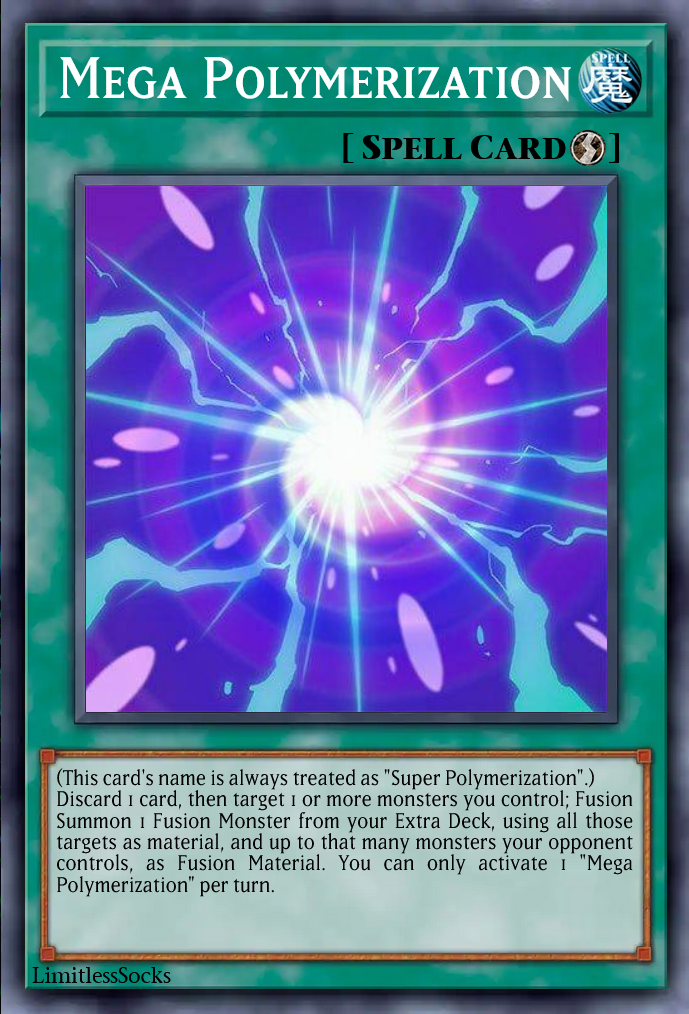 MEGA POLYMERIZATION
SPELL
魔
[ SPELL CARD ]
(This card's name is always treated as "Super Polymerization".)
Discard 1 card, then target 1 or more monsters you control; Fusion
Summon 1 Fusion Monster from your Extra Deck, using all those
targets as material, and up to that many monsters your opponent
controls, as Fusion Material. You can only activate 1 "Mega
Polymerization" per turn.
LimitlessSocks